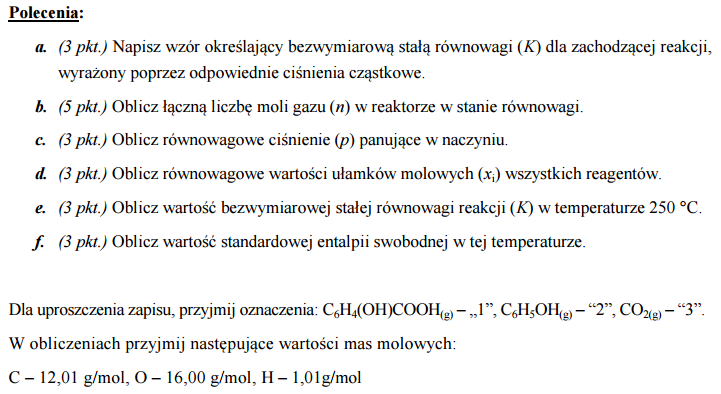 Polecenia:
a. (3 pkt.) Napisz wzór określający bezwymiarową stałą równowagi (K) dla zachodzącej reakcji,
wyrażony poprzez odpowiednie ciśnienia cząstkowe.
b. (5 pkt.) Oblicz łączną liczbę moli gazu (n) w reaktorze w stanie równowagi.
c. (3 pkt.) Oblicz równowagowe ciśnienie (p) panujące w naczyniu.
d. (3 pkt.) Oblicz równowagowe wartości ułamków molowych (xᵢ) wszystkich reagentów.
e. (3 pkt.) Oblicz wartość bezwymiarowej stałej równowagi reakcji (K) w temperaturze 250 °C.
f. (3 pkt.) Oblicz wartość standardowej entalpii swobodnej w tej temperaturze.
Dla uproszczenia zapisu, przyjmij oznaczenia: C₆H₄(OH)COOH(g) – „1”, C₆H₅OH(g) – “2”, CO₂(g) – “3”.
W obliczeniach przyjmij następujące wartości mas molowych:
C – 12,01 g/mol, O – 16,00 g/mol, H – 1,01g/mol